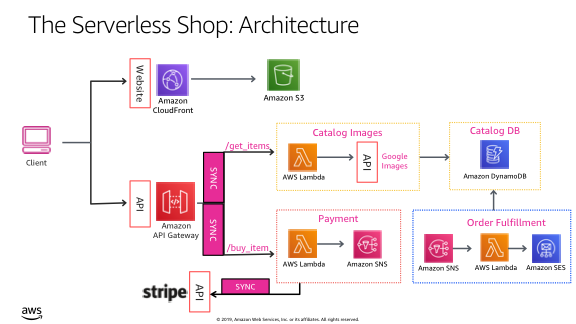 The Serverless Shop: Architecture
Website
Amazon
CloudFront
Amazon S3
Client
API
Amazon
API Gateway
SYNC
SYNC
/get_items
/buy_item
Catalog Images
AWS Lambda
API
Google
Images
Catalog DB
Amazon DynamoDB
Payment
AWS Lambda
Amazon SNS
Order Fulfillment
Amazon SNS
AWS Lambda
Amazon SES
stripe
API
SYNC
aws
© 2019, Amazon Web Services, Inc. or its affiliates. All rights reserved.